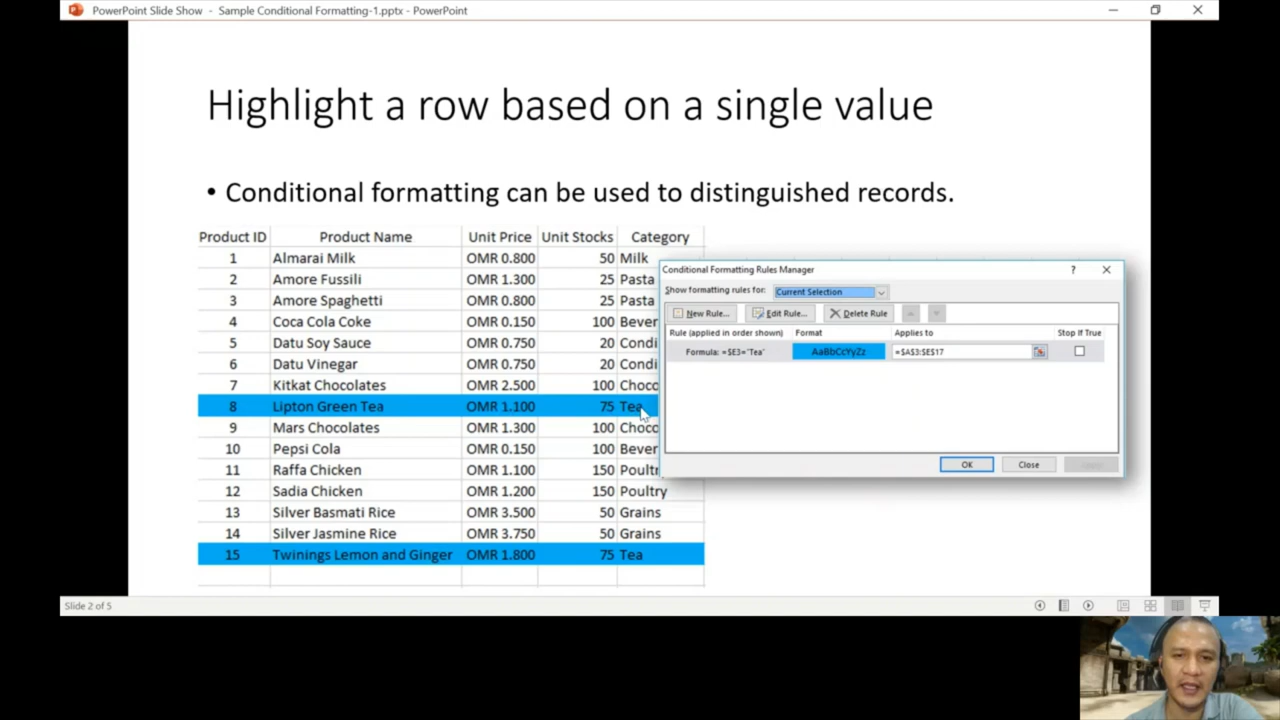 PowerPoint Slide Show - Sample Conditional Formatting-1.pptx - PowerPoint
Highlight a row based on a single value
• Conditional formatting can be used to distinguished records.
Product ID Product Name Unit Price Unit Stocks Category
1 Almarai Milk OMR 0.800 50 Milk
2 Amore Fussili OMR 1.300 25 Pasta
3 Amore Spaghetti OMR 0.800 25 Pasta
4 Coca Cola Coke OMR 0.150 100 Bever
5 Datu Soy Sauce OMR 0.750 20 Condi
6 Datu Vinegar OMR 0.750 20 Condi
7 Kitkat Chocolates OMR 2.500 100 Choco
8 Lipton Green Tea OMR 1.100 75 Tea
9 Mars Chocolates OMR 1.300 100 Choco
10 Pepsi Cola OMR 0.150 100 Bever
11 Raffa Chicken OMR 1.100 150 Poultr
12 Sadia Chicken OMR 1.200 150 Poultry
13 Silver Basmati Rice OMR 3.500 50 Grains
14 Silver Jasmine Rice OMR 3.750 50 Grains
15 Twinings Lemon and Ginger OMR 1.800 75 Tea
Conditional Formatting Rules Manager ?
Show formatting rules for: Current Selection
New Rule... Edit Rule... Delete Rule
Rule (applied in order shown) Format Applies to Stop If True
Formula: =$E3="Tea" AaBbCcYyZz =$A$3:$E$17
OK Close
Slide 2 of 5